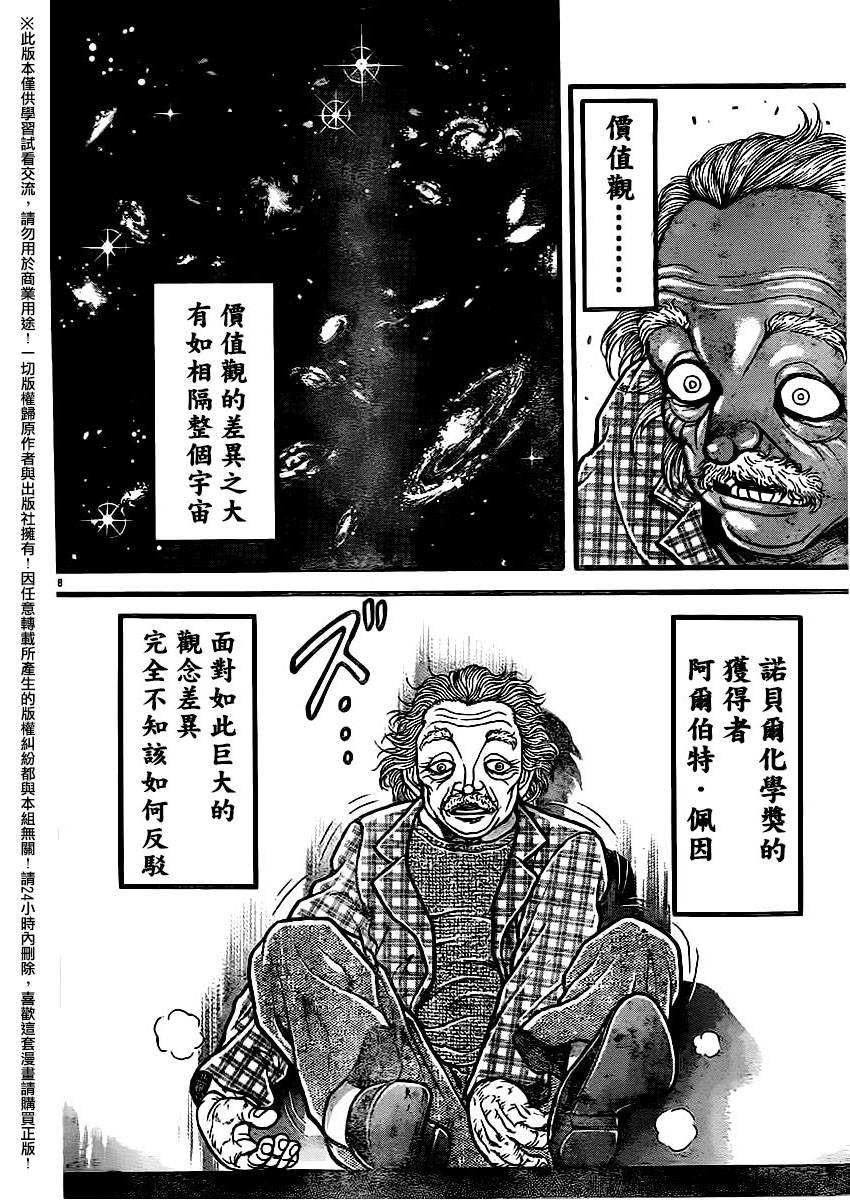 價值觀…………
價值觀的差異之大
有如相隔整個宇宙
諾貝爾化學獎的
獲得者
阿爾伯特·佩因
面對如此巨大的
觀念差異
完全不知該如何反駁
ズ゙…
8
※此版本僅供學習試看交流，請勿用於商業用途！一切版權歸原作者與出版社擁有！因任意轉載所產生的版權糾紛都與本組無關！請24小時內刪除，喜歡這套漫畫請購買正版！